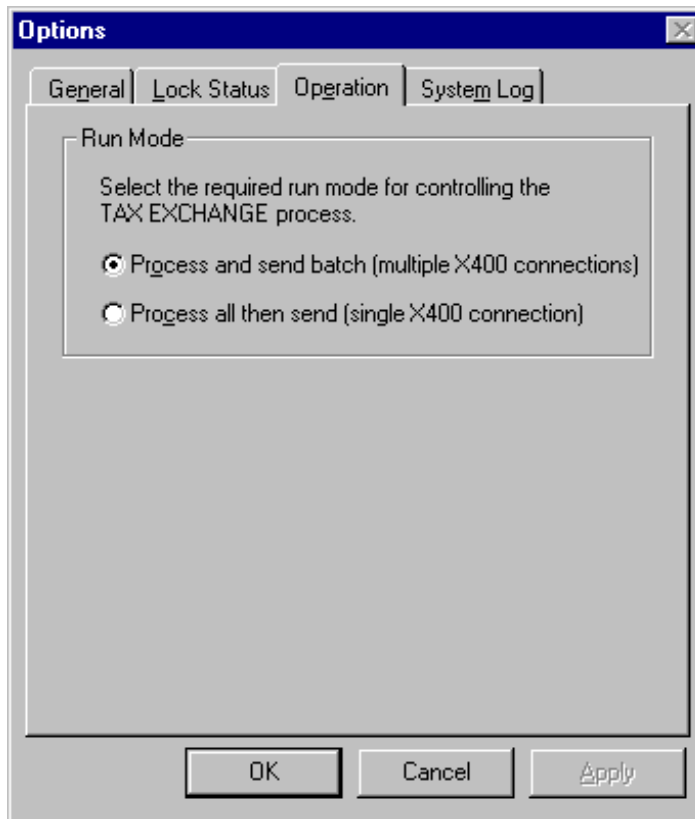 Options
General Lock Status Operation System Log
Run Mode
Select the required run mode for controlling the
TAX EXCHANGE process.
Process and send batch (multiple X400 connections)
Process all then send (single X400 connection)
OK Cancel Apply